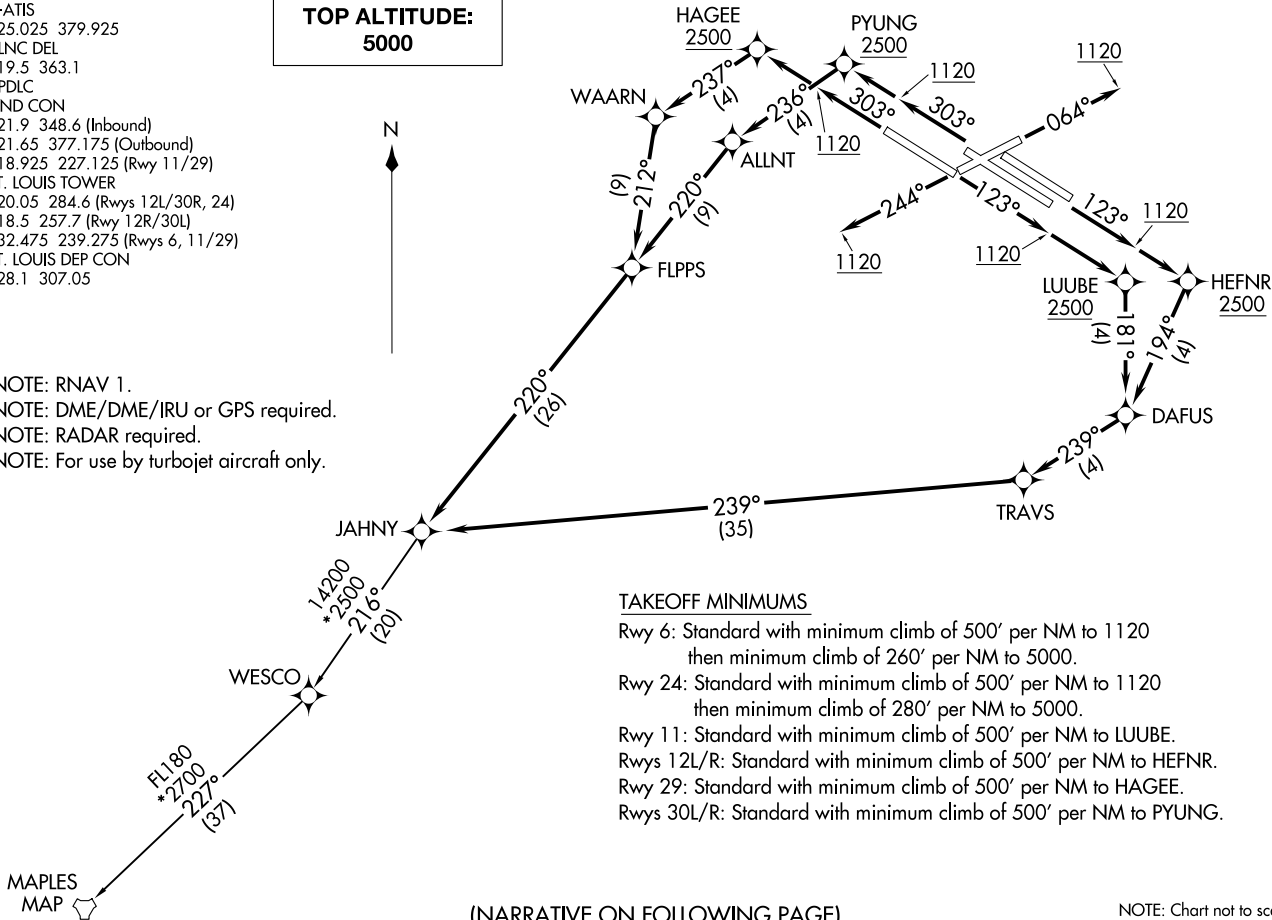 -ATIS
25.025 379.925
LNC DEL
19.5 363.1
PDLC
ND CON
21.9 348.6 (Inbound)
21.65 377.175 (Outbound)
18.925 227.125 (Rwy 11/29)
T. LOUIS TOWER
20.05 284.6 (Rwys 12L/30R, 24)
18.5 257.7 (Rwy 12R/30L)
32.475 239.275 (Rwys 6, 11/29)
T. LOUIS DEP CON
28.1 307.05
TOP ALTITUDE:
5000
N
HAGEE
2500
PYUNG
2500
1120
1120
WAARN
237°
(4)
236°
(4)
303°
303°
064°
1120
ALLNT
212°
(9)
220°
(9)
244°
1120
123°
1120
123°
1120
FLPPS
LUUBE
2500
HEFNR
2500
181°
(4)
194°
(4)
DAFUS
239°
(4)
TRAVS
220°
(26)
239°
(35)
JAHNY
NOTE: RNAV 1.
NOTE: DME/DME/IRU or GPS required.
NOTE: RADAR required.
NOTE: For use by turbojet aircraft only.
14200
*2500
216°
(20)
WESCO
FL180
*2700
227°
(37)
MAPLES
MAP
TAKEOFF MINIMUMS
Rwy 6: Standard with minimum climb of 500' per NM to 1120
then minimum climb of 260' per NM to 5000.
Rwy 24: Standard with minimum climb of 500' per NM to 1120
then minimum climb of 280' per NM to 5000.
Rwy 11: Standard with minimum climb of 500' per NM to LUUBE.
Rwys 12L/R: Standard with minimum climb of 500' per NM to HEFNR.
Rwy 29: Standard with minimum climb of 500' per NM to HAGEE.
Rwys 30L/R: Standard with minimum climb of 500' per NM to PYUNG.
(NARRATIVE ON FOLLOWING PAGE)
NOTE: Chart not to sca